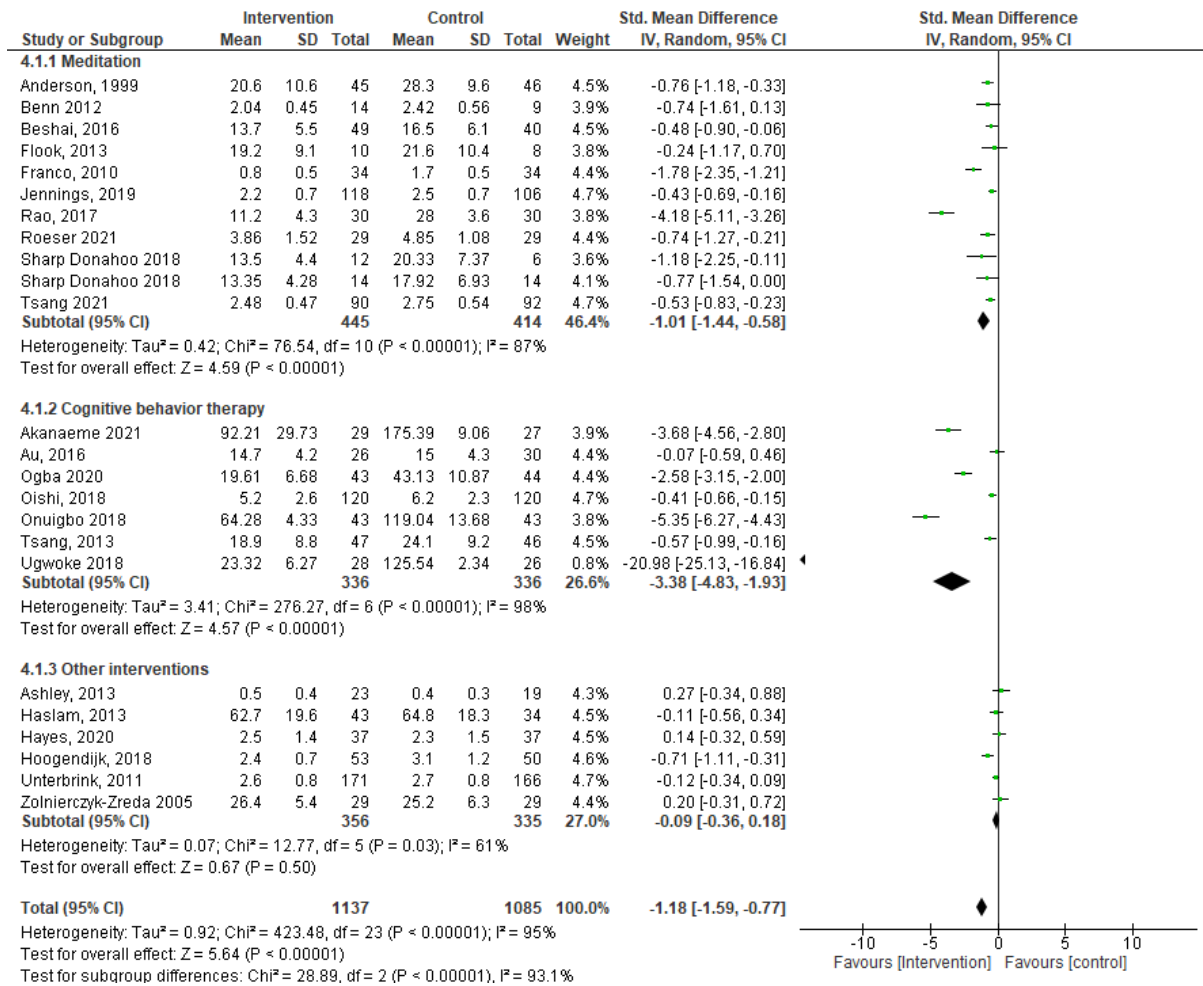 Intervention Control Std. Mean Difference Std. Mean Difference
Study or Subgroup Mean SD Total Mean SD Total Weight IV, Random, 95% CI IV, Random, 95% CI
4.1.1 Meditation
Anderson, 1999 20.6 10.6 45 28.3 9.6 46 4.5% -0.76 [-1.18, -0.33]
Benn 2012 2.04 0.45 14 2.42 0.56 9 3.9% -0.74 [-1.61, 0.13]
Beshai, 2016 13.7 5.5 49 16.5 6.1 40 4.5% -0.48 [-0.90, -0.06]
Flook, 2013 19.2 9.1 10 21.6 10.4 8 3.8% -0.24 [-1.17, 0.70]
Franco, 2010 0.8 0.5 34 1.7 0.5 34 4.4% -1.78 [-2.35, -1.21]
Jennings, 2019 2.2 0.7 118 2.5 0.7 106 4.7% -0.43 [-0.69, -0.16]
Rao, 2017 11.2 4.3 30 28 3.6 30 3.8% -4.18 [-5.11, -3.26]
Roeser 2021 3.86 1.52 29 4.85 1.08 29 4.4% -0.74 [-1.27, -0.21]
Sharp Donahoo 2018 13.5 4.4 12 20.33 7.37 6 3.6% -1.18 [-2.25, -0.11]
Sharp Donahoo 2018 13.35 4.28 14 17.92 6.93 14 4.1% -0.77 [-1.54, 0.00]
Tsang 2021 2.48 0.47 90 2.75 0.54 92 4.7% -0.53 [-0.83, -0.23]
Subtotal (95% CI) 445 414 46.4% -1.01 [-1.44, -0.58]
Heterogeneity: Tau² = 0.42; Chi² = 76.54, df = 10 (P < 0.00001); I² = 87%
Test for overall effect: Z = 4.59 (P < 0.00001)
4.1.2 Cognitive behavior therapy
Akanaeme 2021 92.21 29.73 29 175.39 9.06 27 3.9% -3.68 [-4.56, -2.80]
Au, 2016 14.7 4.2 26 15 4.3 30 4.4% -0.07 [-0.59, 0.46]
Ogba 2020 19.61 6.68 43 43.13 10.87 44 4.4% -2.58 [-3.15, -2.00]
Oishi, 2018 5.2 2.6 120 6.2 2.3 120 4.7% -0.41 [-0.66, -0.15]
Onuigbo 2018 64.28 4.33 43 119.04 13.68 43 3.8% -5.35 [-6.27, -4.43]
Tsang, 2013 18.9 8.8 47 24.1 9.2 46 4.5% -0.57 [-0.99, -0.16]
Ugwoke 2018 23.32 6.27 28 125.54 2.34 26 0.8% -20.98 [-25.13, -16.84]
Subtotal (95% CI) 336 336 26.6% -3.38 [-4.83, -1.93]
Heterogeneity: Tau² = 3.41; Chi² = 276.27, df = 6 (P < 0.00001); I² = 98%
Test for overall effect: Z = 4.57 (P < 0.00001)
4.1.3 Other interventions
Ashley, 2013 0.5 0.4 23 0.4 0.3 19 4.3% 0.27 [-0.34, 0.88]
Haslam, 2013 62.7 19.6 43 64.8 18.3 34 4.5% -0.11 [-0.56, 0.34]
Hayes, 2020 2.5 1.4 37 2.3 1.5 37 4.5% 0.14 [-0.32, 0.59]
Hoogendijk, 2018 2.4 0.7 53 3.1 1.2 50 4.6% -0.71 [-1.11, -0.31]
Unterbrink, 2011 2.6 0.8 171 2.7 0.8 166 4.7% -0.12 [-0.34, 0.09]
Zolnierczyk-Zreda 2005 26.4 5.4 29 25.2 6.3 29 4.4% 0.20 [-0.31, 0.72]
Subtotal (95% CI) 356 335 27.0% -0.09 [-0.36, 0.18]
Heterogeneity: Tau² = 0.07; Chi² = 12.77, df = 5 (P = 0.03); I² = 61%
Test for overall effect: Z = 0.67 (P = 0.50)
Total (95% CI) 1137 1085 100.0% -1.18 [-1.59, -0.77]
Heterogeneity: Tau² = 0.92; Chi² = 423.48, df = 23 (P < 0.00001); I² = 95%
Test for overall effect: Z = 5.64 (P < 0.00001)
Test for subgroup differences: Chi² = 28.89, df = 2 (P < 0.00001), I² = 93.1%
-10 -5 0 5 10
Favours [Intervention] Favours [control]